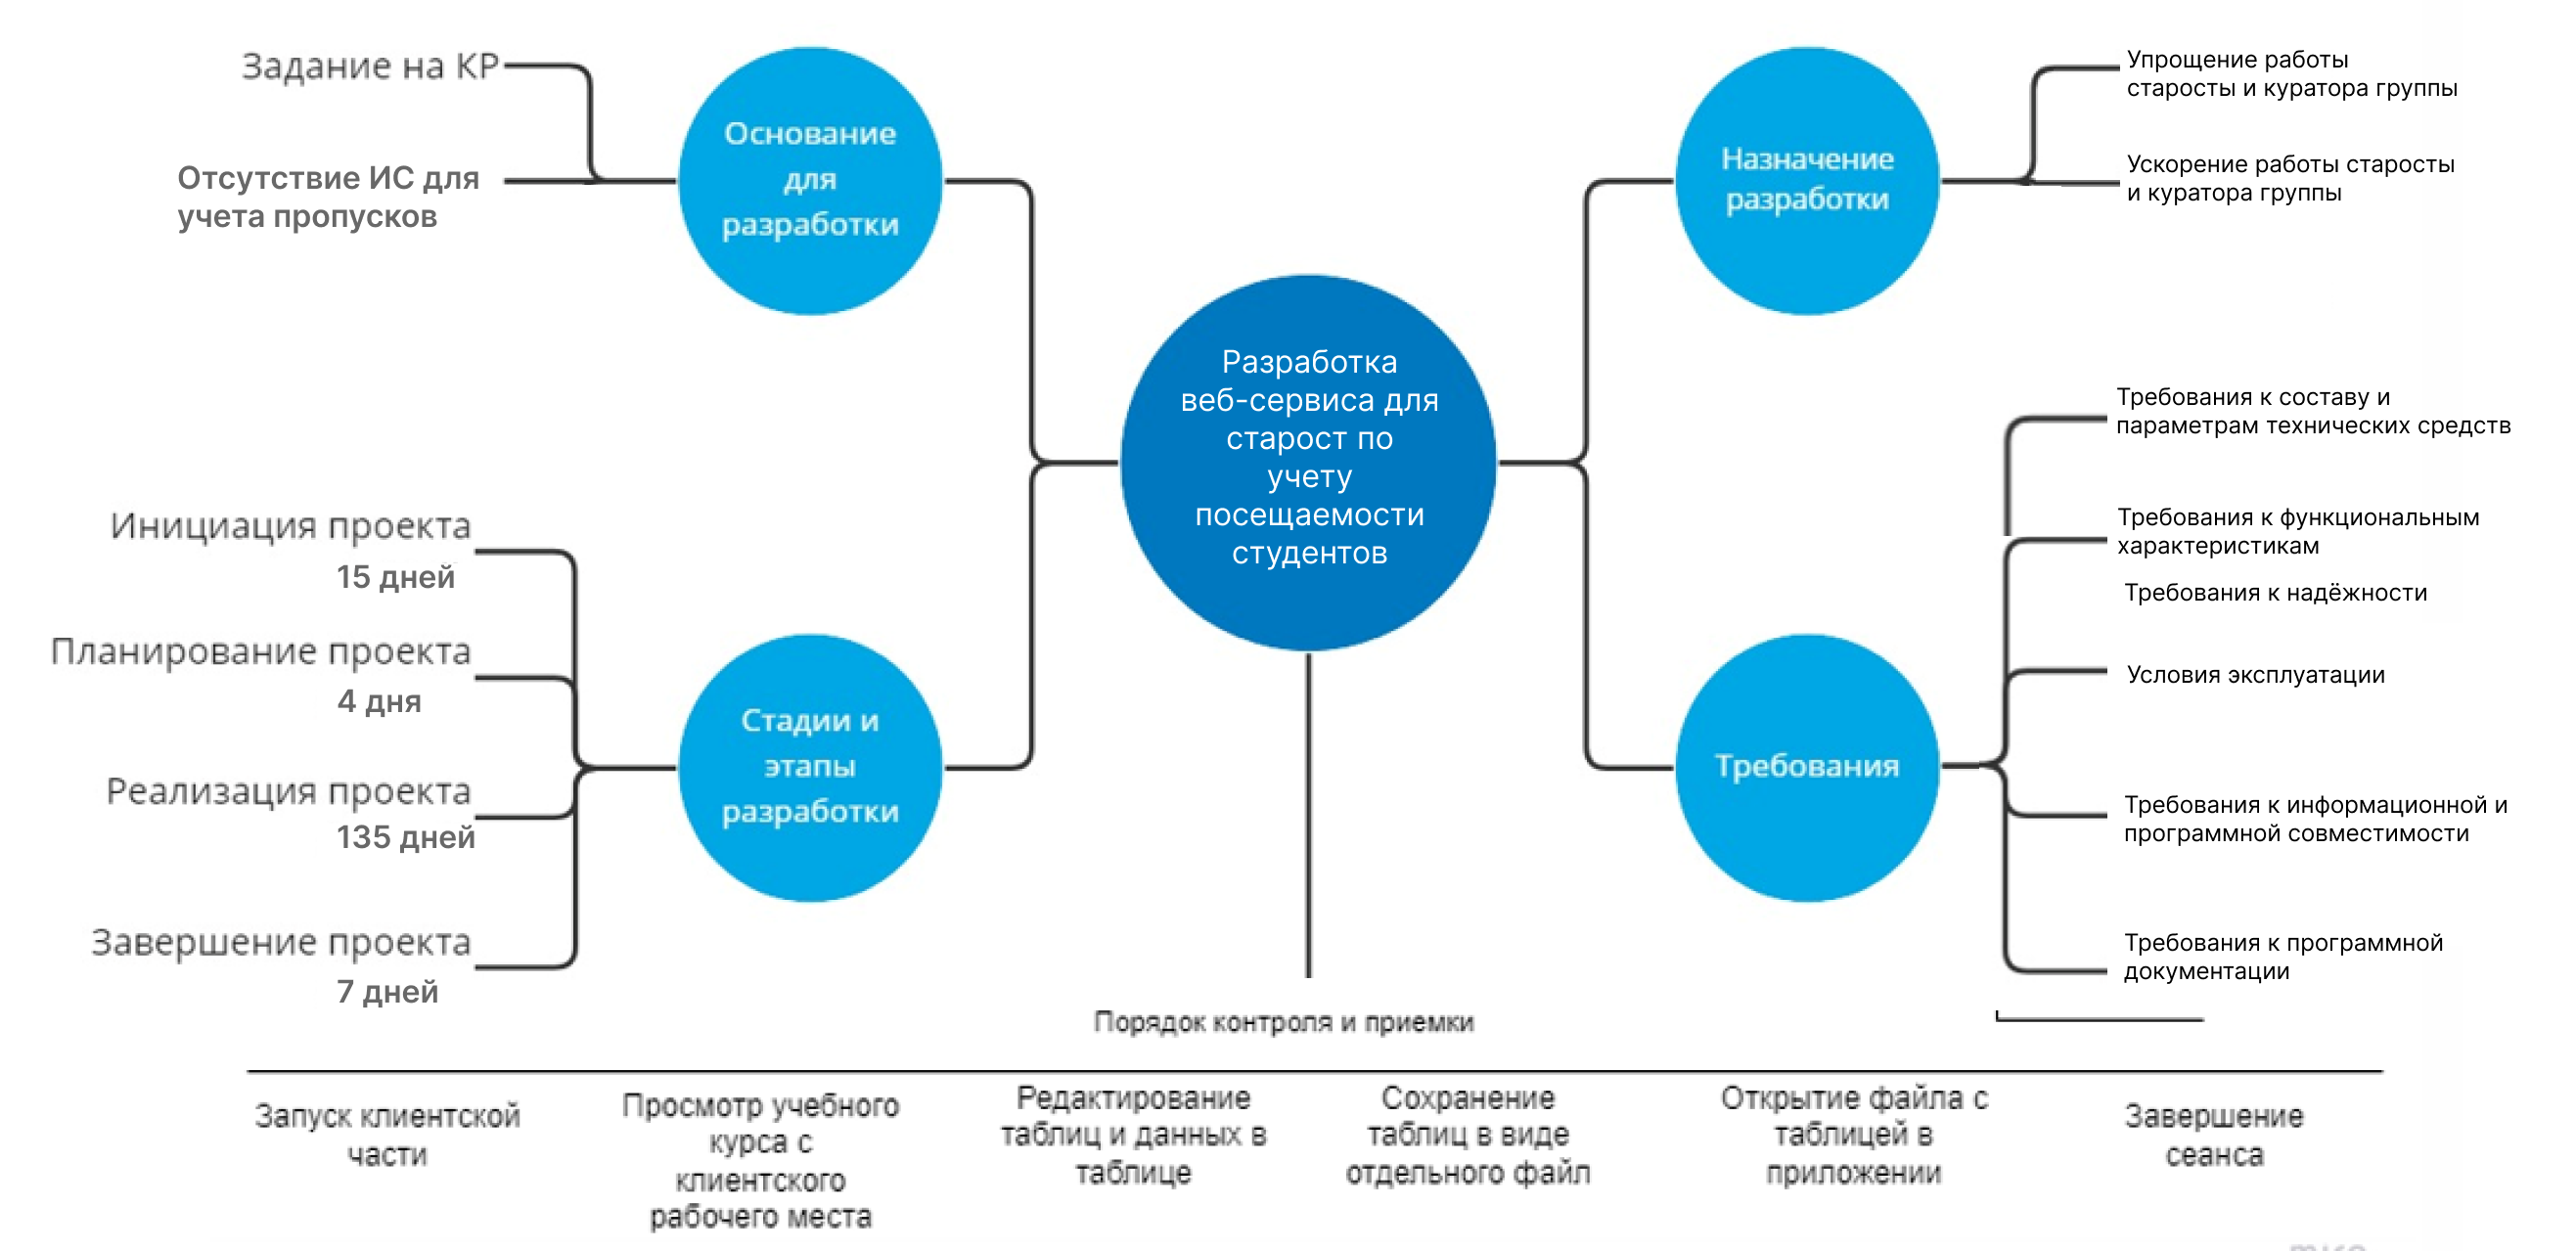 Задание на КР
Отсутствие ИС для
учета пропусков
Основание
для
разработки
Назначение
разработки
Упрощение работы
старосты и куратора группы
Ускорение работы старосты
и куратора группы
Разработка
веб-сервиса для
старост по
учету
посещаемости
студентов
Инициация проекта
15 дней
Планирование проекта
4 дня
Реализация проекта
135 дней
Завершение проекта
7 дней
Стадии и
этапы
разработки
Требования
Требования к составу и
параметрам технических средств
Требования к функциональным
характеристикам
Требования к надёжности
Условия эксплуатации
Требования к информационной и
программной совместимости
Требования к программной
документации
Порядок контроля и приемки
Запуск клиентской
части
Просмотр учебного
курса с
клиентского
рабочего места
Редактирование
таблиц и данных в
таблице
Сохранение
таблиц в виде
отдельного файл
Открытие файла с
таблицей в
приложении
Завершение
сеанса